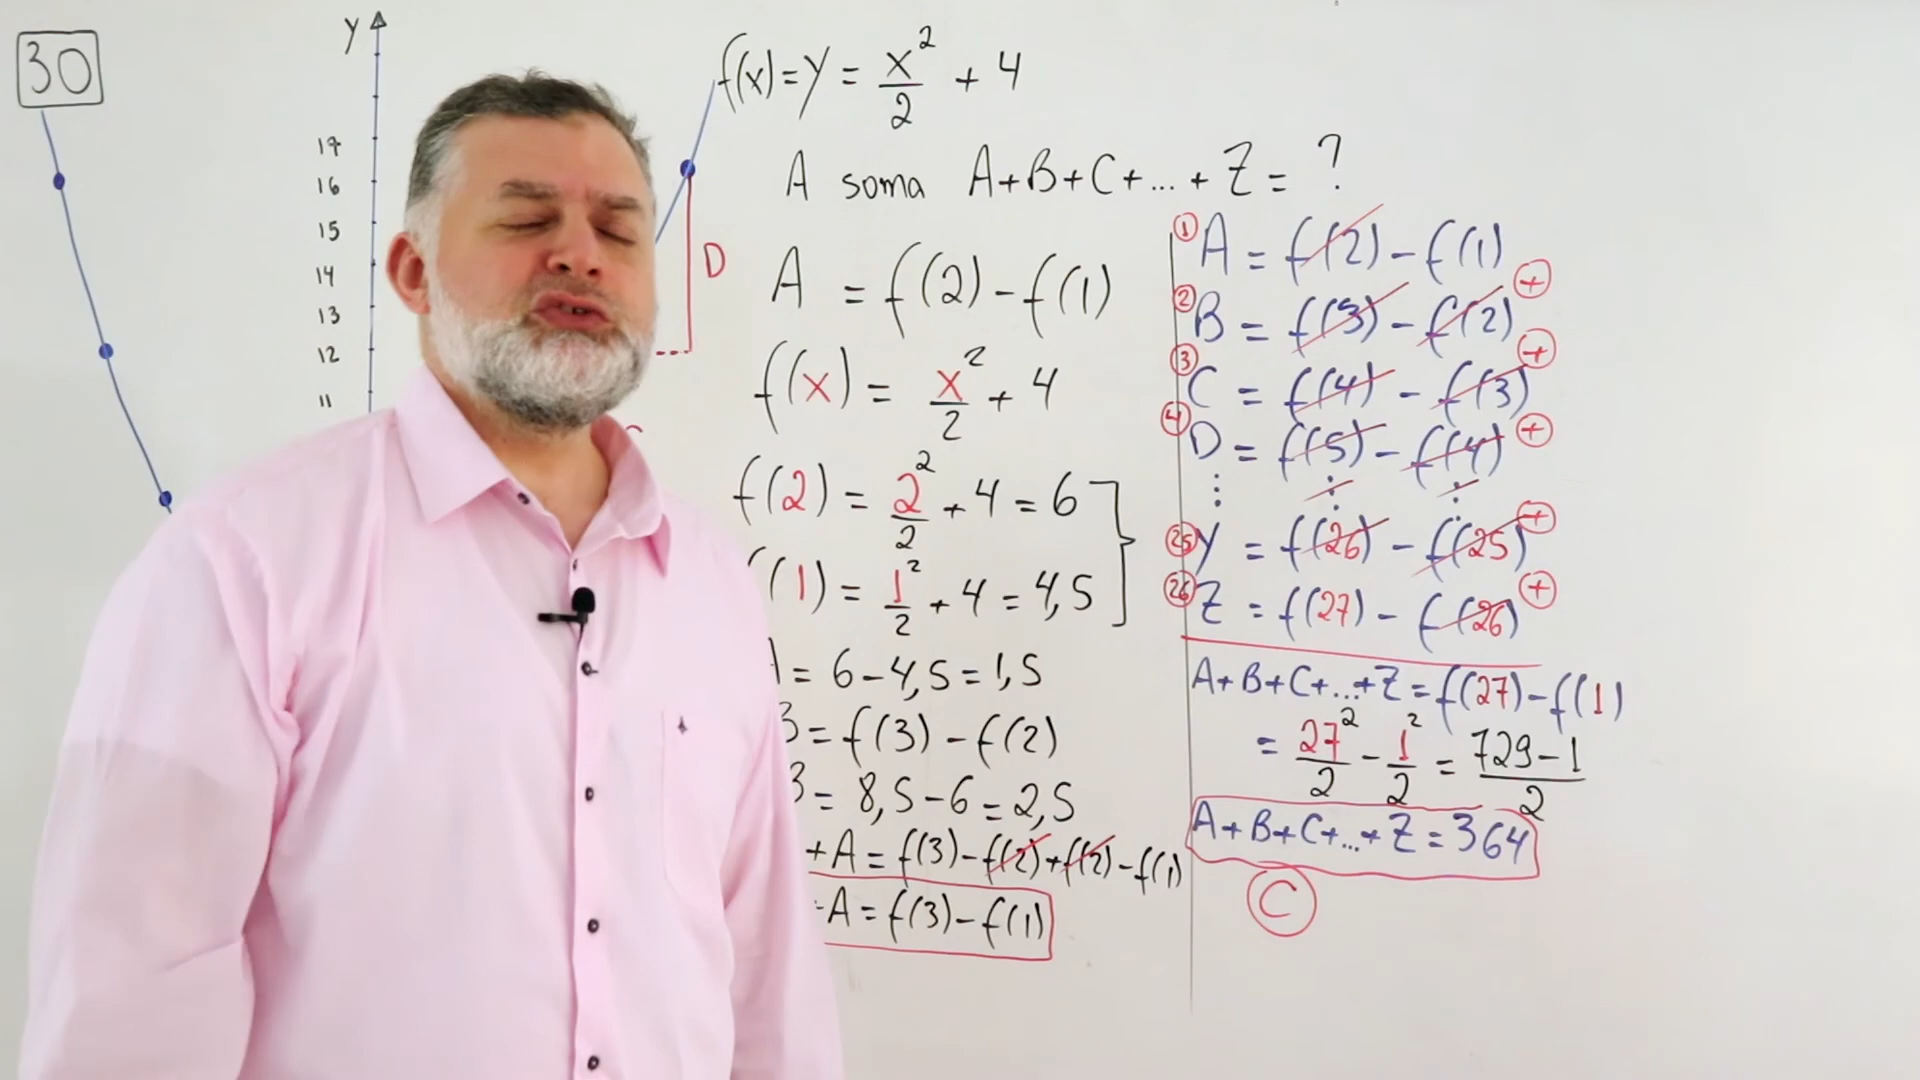 30
y
17
16
15
14
13
12
11
D
f(x)=y = x²/2 + 4
A soma A+B+C+...+Z= ?
A = f(2)-f(1)
f(x) = x²/2 + 4
f(2) = 2²/2 + 4 = 6
(1) = 1²/2 + 4 = 4,5
= 6-4,5=1,5
3=f(3)-f(2)
3= 8,5-6=2,5
+A=f(3)-f(2)+f(2)-f(1)
-A=f(3)-f(1)
① A = f(2)-f(1)
② B = f(3)-f(2) ⊕
③ C = f(4)-f(3) ⊕
④ D = f(5)-f(4) ⊕
⋮ ⋮ ⋮
㉕ Y = f(26)-f(25) ⊕
㉖ Z = f(27)-f(26) ⊕
A+B+C+...+Z=f(27)-f(1)
= 27²/2 - 1²/2 = 729-1/2
A+B+C+...+Z=364
C